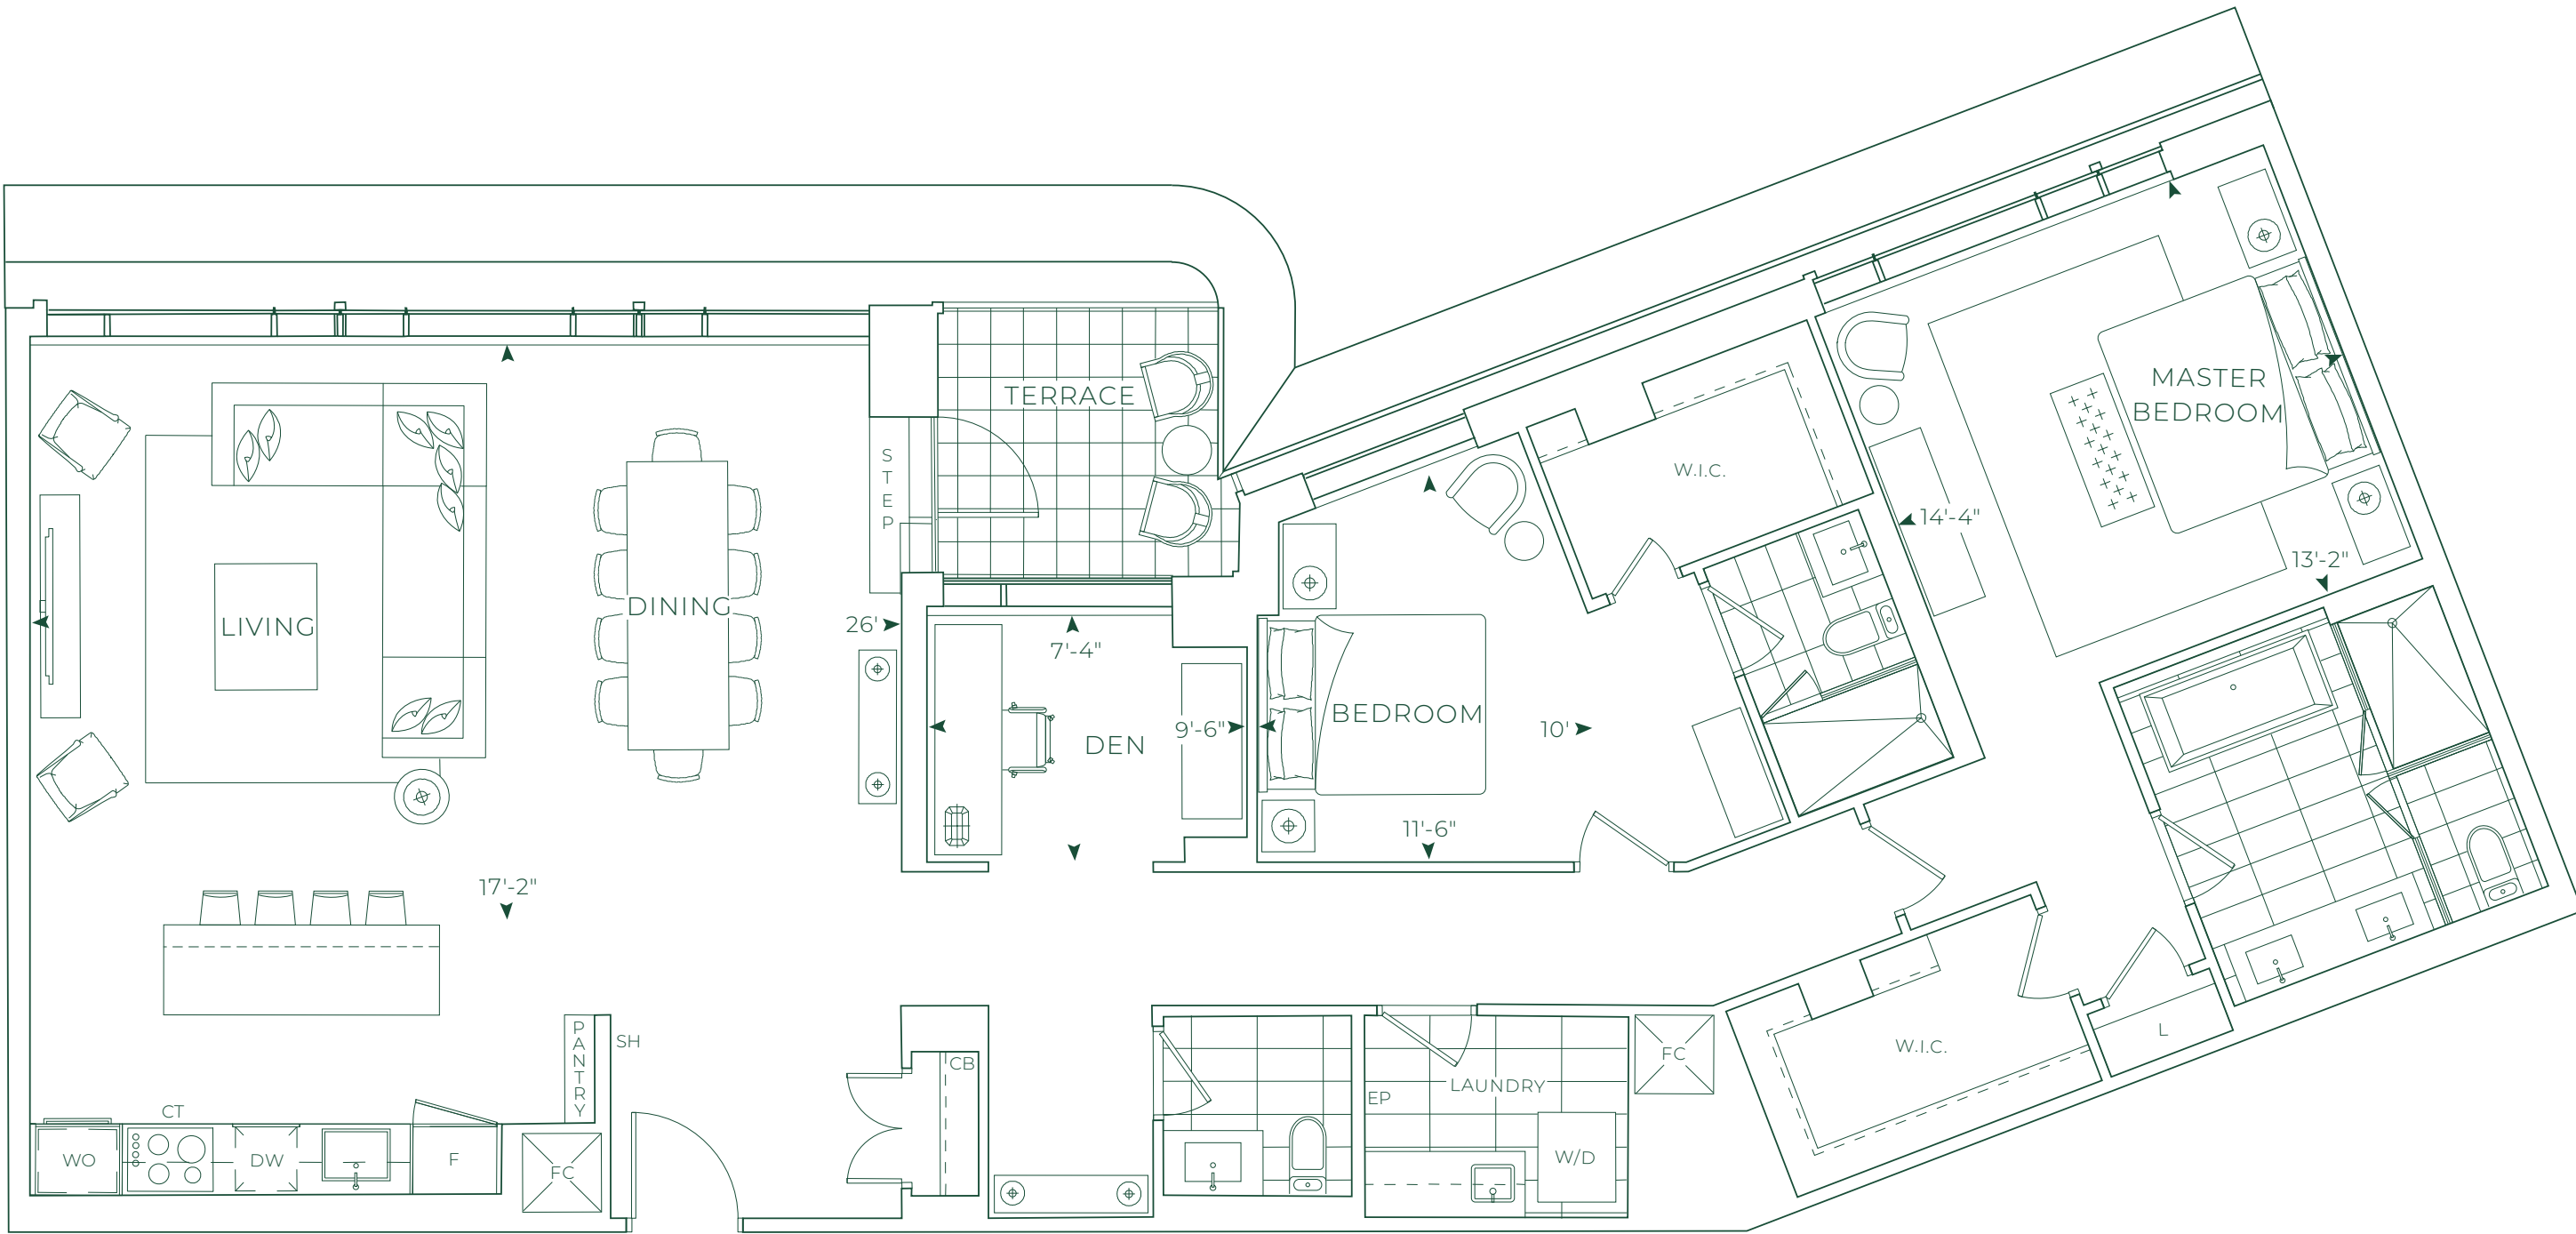 TERRACE
MASTER
BEDROOM
W.I.C.
STEP
14'-4"
13'-2"
LIVING
DINING
26'
7'-4"
BEDROOM
9'-6"
10'
DEN
11'-6"
17'-2"
PANTRY
SH
CB
FC
W.I.C.
L
LAUNDRY
EP
CT
WO
DW
F
FC
W/D